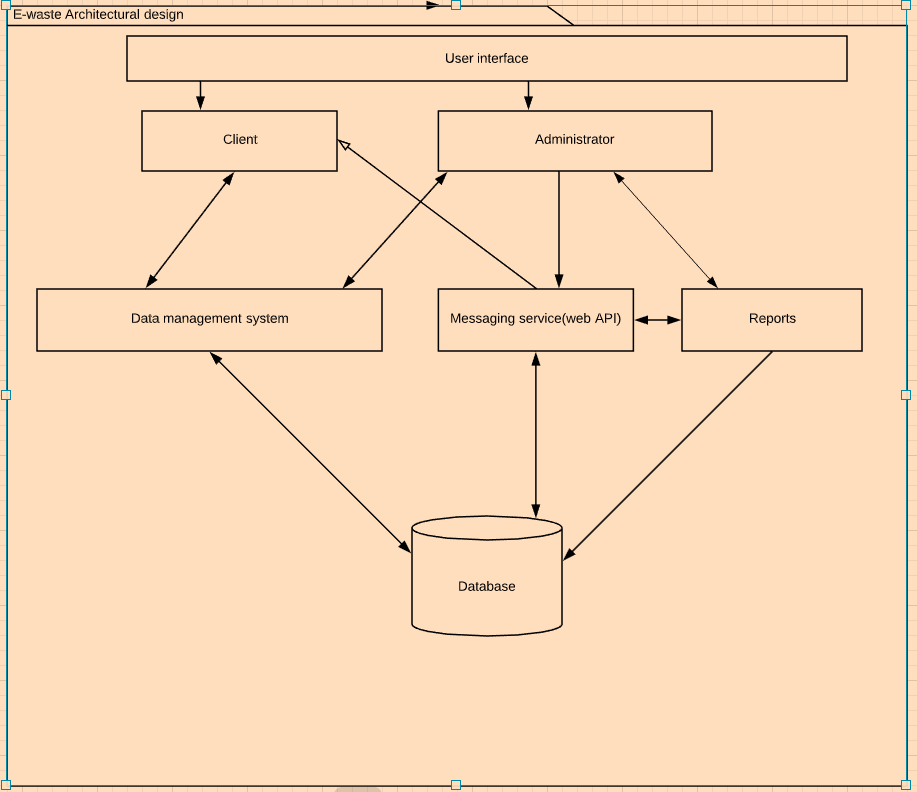 E-waste Architectural design
User interface
Client
Administrator
Data management system
Messaging service(web API)
Reports
Database